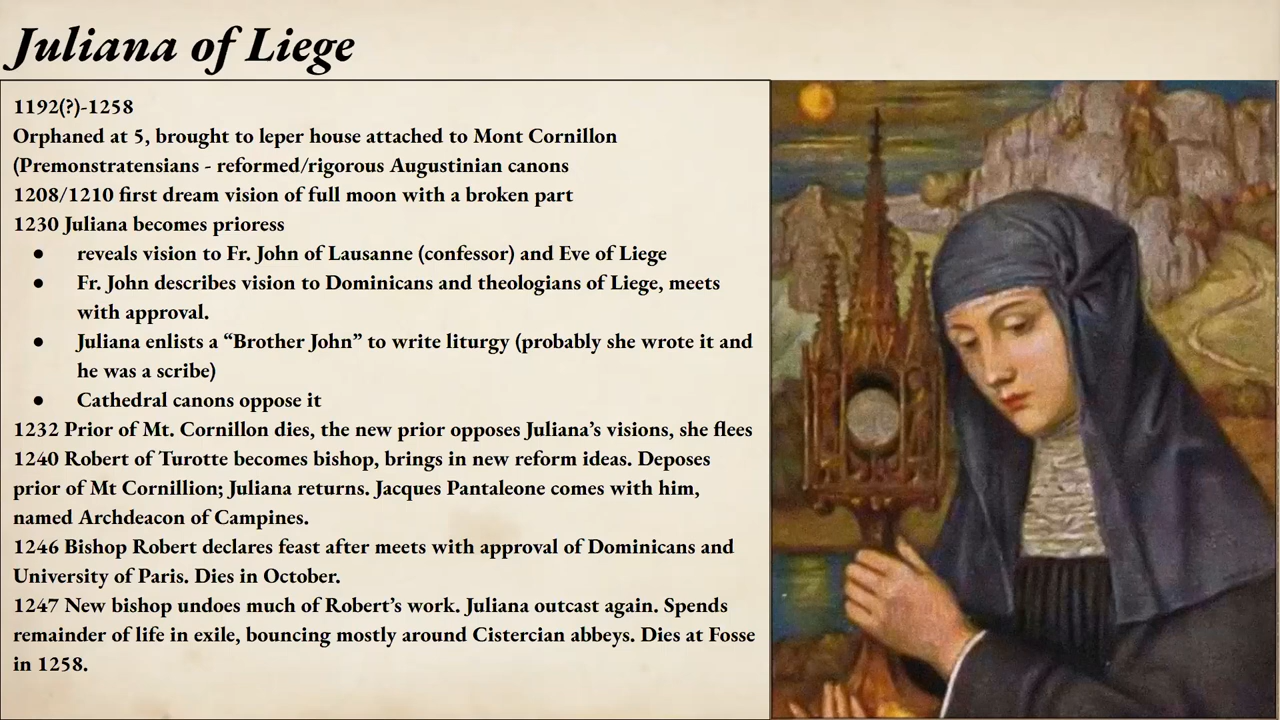 Juliana of Liege
1192(?)-1258
Orphaned at 5, brought to leper house attached to Mont Cornillon
(Premonstratensians - reformed/rigorous Augustinian canons
1208/1210 first dream vision of full moon with a broken part
1230 Juliana becomes prioress
● reveals vision to Fr. John of Lausanne (confessor) and Eve of Liege
● Fr. John describes vision to Dominicans and theologians of Liege, meets
with approval.
● Juliana enlists a “Brother John” to write liturgy (probably she wrote it and
he was a scribe)
● Cathedral canons oppose it
1232 Prior of Mt. Cornillon dies, the new prior opposes Juliana’s visions, she flees
1240 Robert of Turotte becomes bishop, brings in new reform ideas. Deposes
prior of Mt Cornillion; Juliana returns. Jacques Pantaleone comes with him,
named Archdeacon of Campines.
1246 Bishop Robert declares feast after meets with approval of Dominicans and
University of Paris. Dies in October.
1247 New bishop undoes much of Robert’s work. Juliana outcast again. Spends
remainder of life in exile, bouncing mostly around Cistercian abbeys. Dies at Fosse
in 1258.